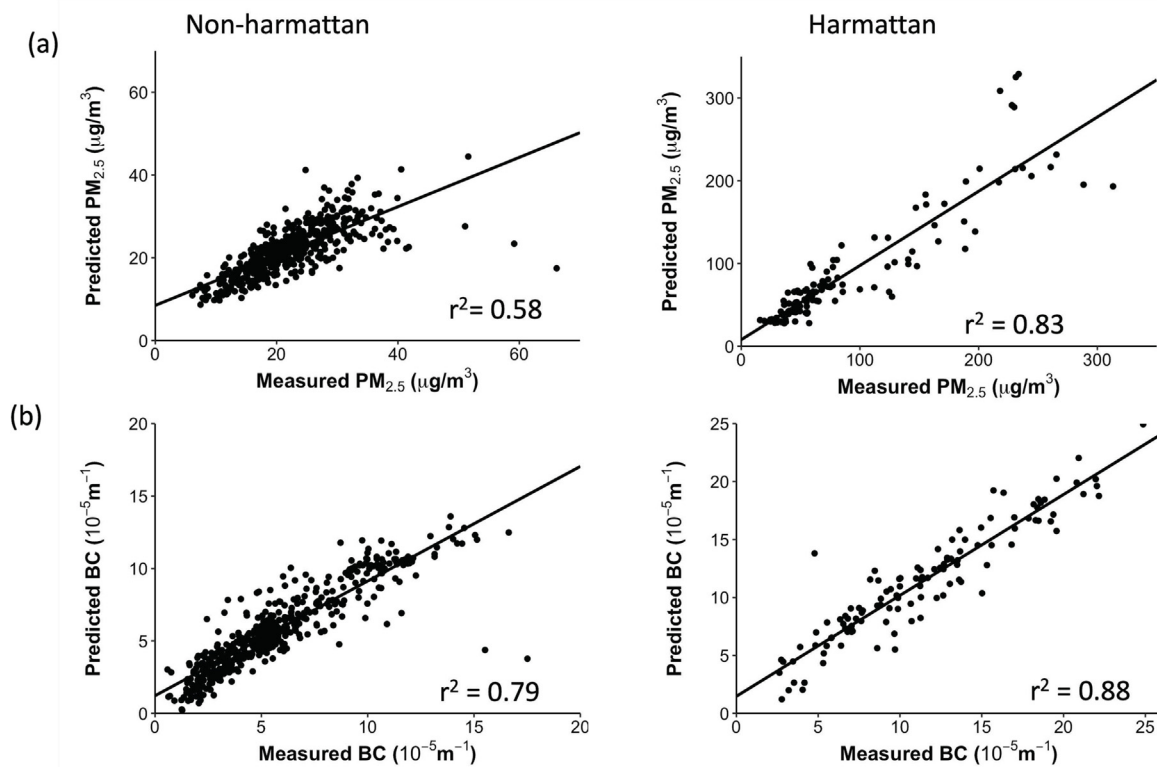 Non-harmattan
Harmattan
(a)
Predicted PM2.5 (μg/m³)
60
40
20
0
r² = 0.58
0 20 40 60
Measured PM2.5 (μg/m³)
Predicted PM2.5 (μg/m³)
300
200
100
0
r² = 0.83
0 100 200 300
Measured PM2.5 (μg/m³)
(b)
Predicted BC (10⁻⁵m⁻¹)
20
15
10
5
0
r² = 0.79
0 5 10 15 20
Measured BC (10⁻⁵m⁻¹)
Predicted BC (10⁻⁵m⁻¹)
25
20
15
10
5
0
r² = 0.88
0 5 10 15 20 25
Measured BC (10⁻⁵m⁻¹)